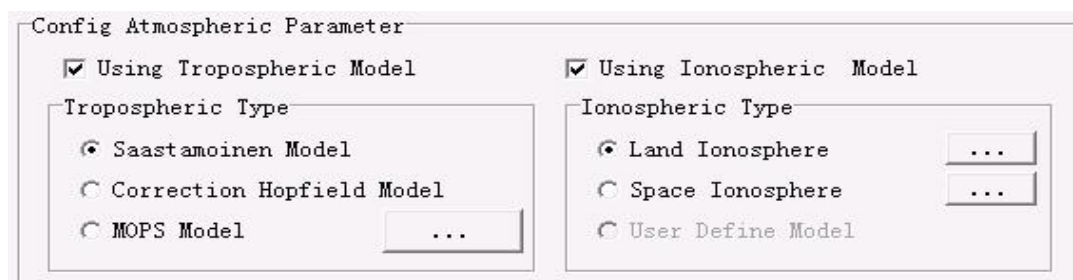 Config Atmospheric Parameter
Using Tropospheric Model
Using Ionospheric Model
Tropospheric Type
Ionospheric Type
Saastamoinen Model
Land Ionosphere ...
Correction Hopfield Model
Space Ionosphere ...
MOPS Model ...
User Define Model